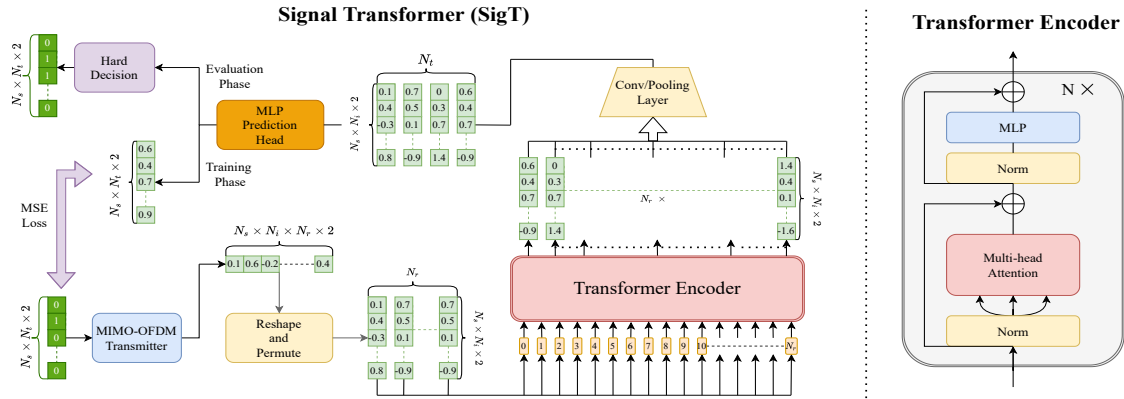 Signal Transformer (SigT)
Transformer Encoder
N_s × N_t × 2
0
1
1
0
Hard
Decision
Evaluation
Phase
MLP
Prediction
Head
Training
Phase
N_s × N_t × 2
0.6
0.4
0.7
0.9
MSE
Loss
N_t
N_s × N_i × 2
0.1 0.7 0 0.6
0.4 0.5 0.3 0.4
-0.3 0.1 0.7 0.7
0.8 -0.9 1.4 -0.9
Conv/Pooling
Layer
0.6 0 1.4
0.4 0.3 0.4
0.7 0.7 0.1
-0.9 1.4 -1.6
N_r ×
N_s × N_i × 2
Transformer Encoder
0 1 2 3 4 5 6 7 8 9 10 N_r
N_s × N_t × 2
0
1
0
0
MIMO-OFDM
Transmitter
N_s × N_i × N_r × 2
0.1 0.6 -0.2 0.4
Reshape
and
Permute
N_r
0.1 0.7 0.7
0.4 0.5 0.5
-0.3 0.1 0.1
0.8 -0.9 -0.9
N_s × N_i × 2
N ×
MLP
Norm
Multi-head
Attention
Norm